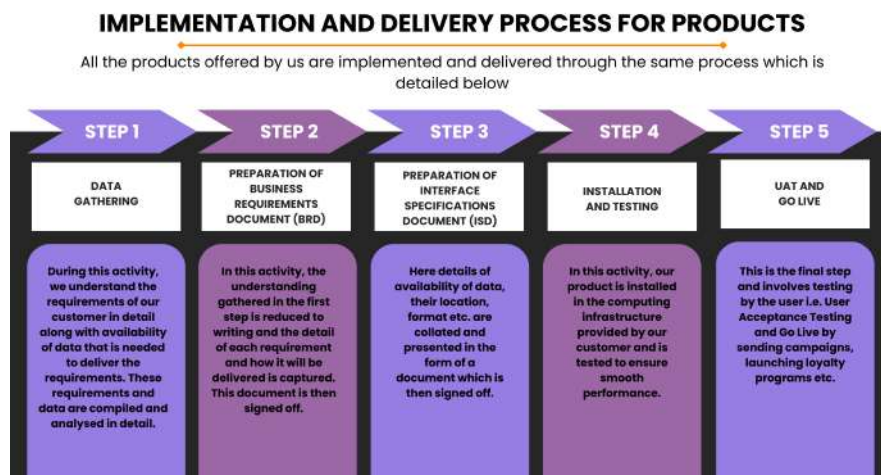 IMPLEMENTATION AND DELIVERY PROCESS FOR PRODUCTS
All the products offered by us are implemented and delivered through the same process which is
detailed below
STEP 1
DATA
GATHERING
During this activity,
we understand the
requirements of our
customer in detail
along with availability
of data that is needed
to deliver the
requirements. These
requirements and
data are compiled and
analysed in detail.
STEP 2
PREPARATION OF
BUSINESS
REQUIREMENTS
DOCUMENT (BRD)
In this activity, the
understanding
gathered in the first
step is reduced to
writing and the detail
of each requirement
and how it will be
delivered is captured.
This document is then
signed off.
STEP 3
PREPARATION OF
INTERFACE
SPECIFICATIONS
DOCUMENT (ISD)
Here details of
availability of data,
their location,
format etc. are
collated and
presented in the
form of a
document which is
then signed off.
STEP 4
INSTALLATION
AND TESTING
In this activity, our
product is installed
in the computing
infrastructure
provided by our
customer and is
tested to ensure
smooth
performance.
STEP 5
UAT AND
GO LIVE
This is the final step
and involves testing
by the user i.e. User
Acceptance Testing
and Go Live by
sending campaigns,
launching loyalty
programs etc.